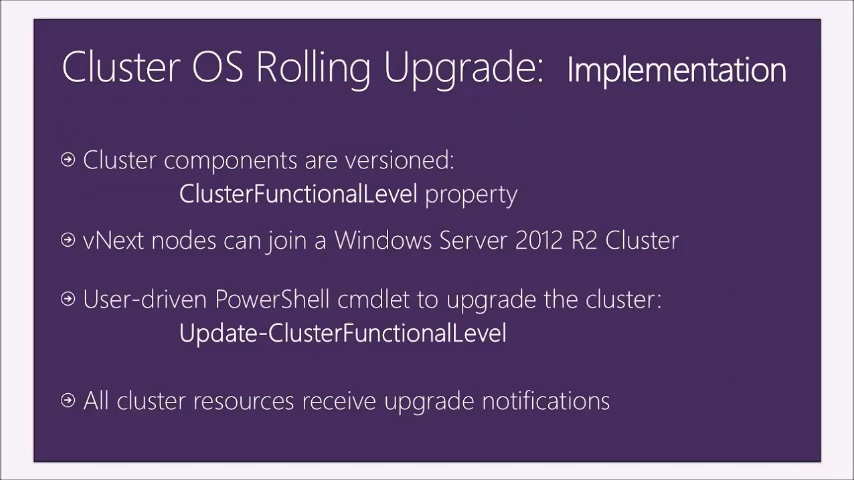 Cluster OS Rolling Upgrade: Implementation
Cluster components are versioned:
ClusterFunctionalLevel property
vNext nodes can join a Windows Server 2012 R2 Cluster
User-driven PowerShell cmdlet to upgrade the cluster:
Update-ClusterFunctionalLevel
All cluster resources receive upgrade notifications